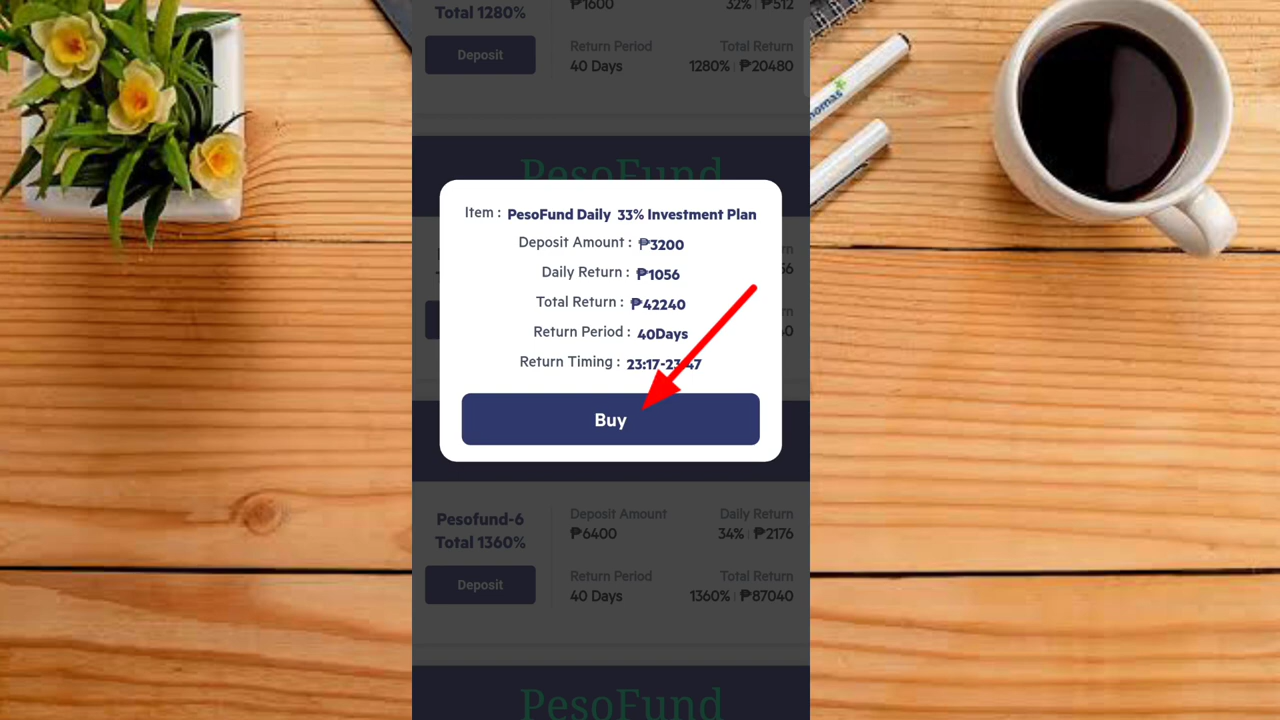 Total 1280%
₱1600
32% | ₱512
Deposit
Return Period
Total Return
40 Days
1280% | ₱20480
PesoFund
Item : PesoFund Daily 33% Investment Plan
Deposit Amount : ₱3200
Daily Return : ₱1056
Total Return : ₱42240
Return Period : 40Days
Return Timing : 23:17-23:47
Buy
Pesofund-6
Total 1360%
Deposit Amount
Daily Return
₱6400
34% | ₱2176
Deposit
Return Period
Total Return
40 Days
1360% | ₱87040
PesoFund